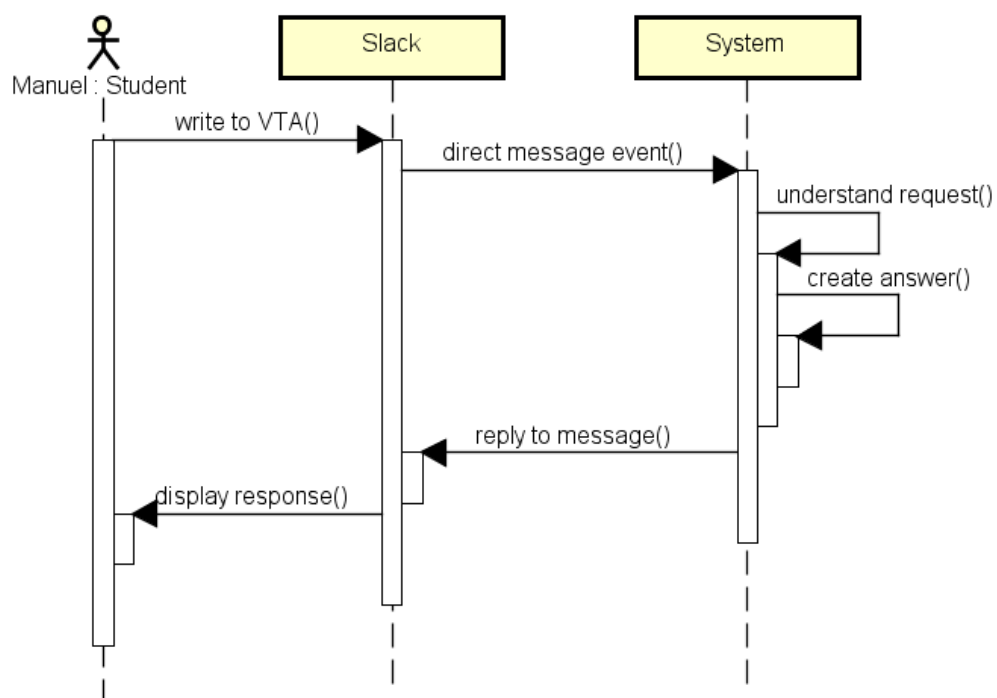 Slack
System
Manuel : Student
write to VTA()
direct message event()
understand request()
create answer()
reply to message()
display response()